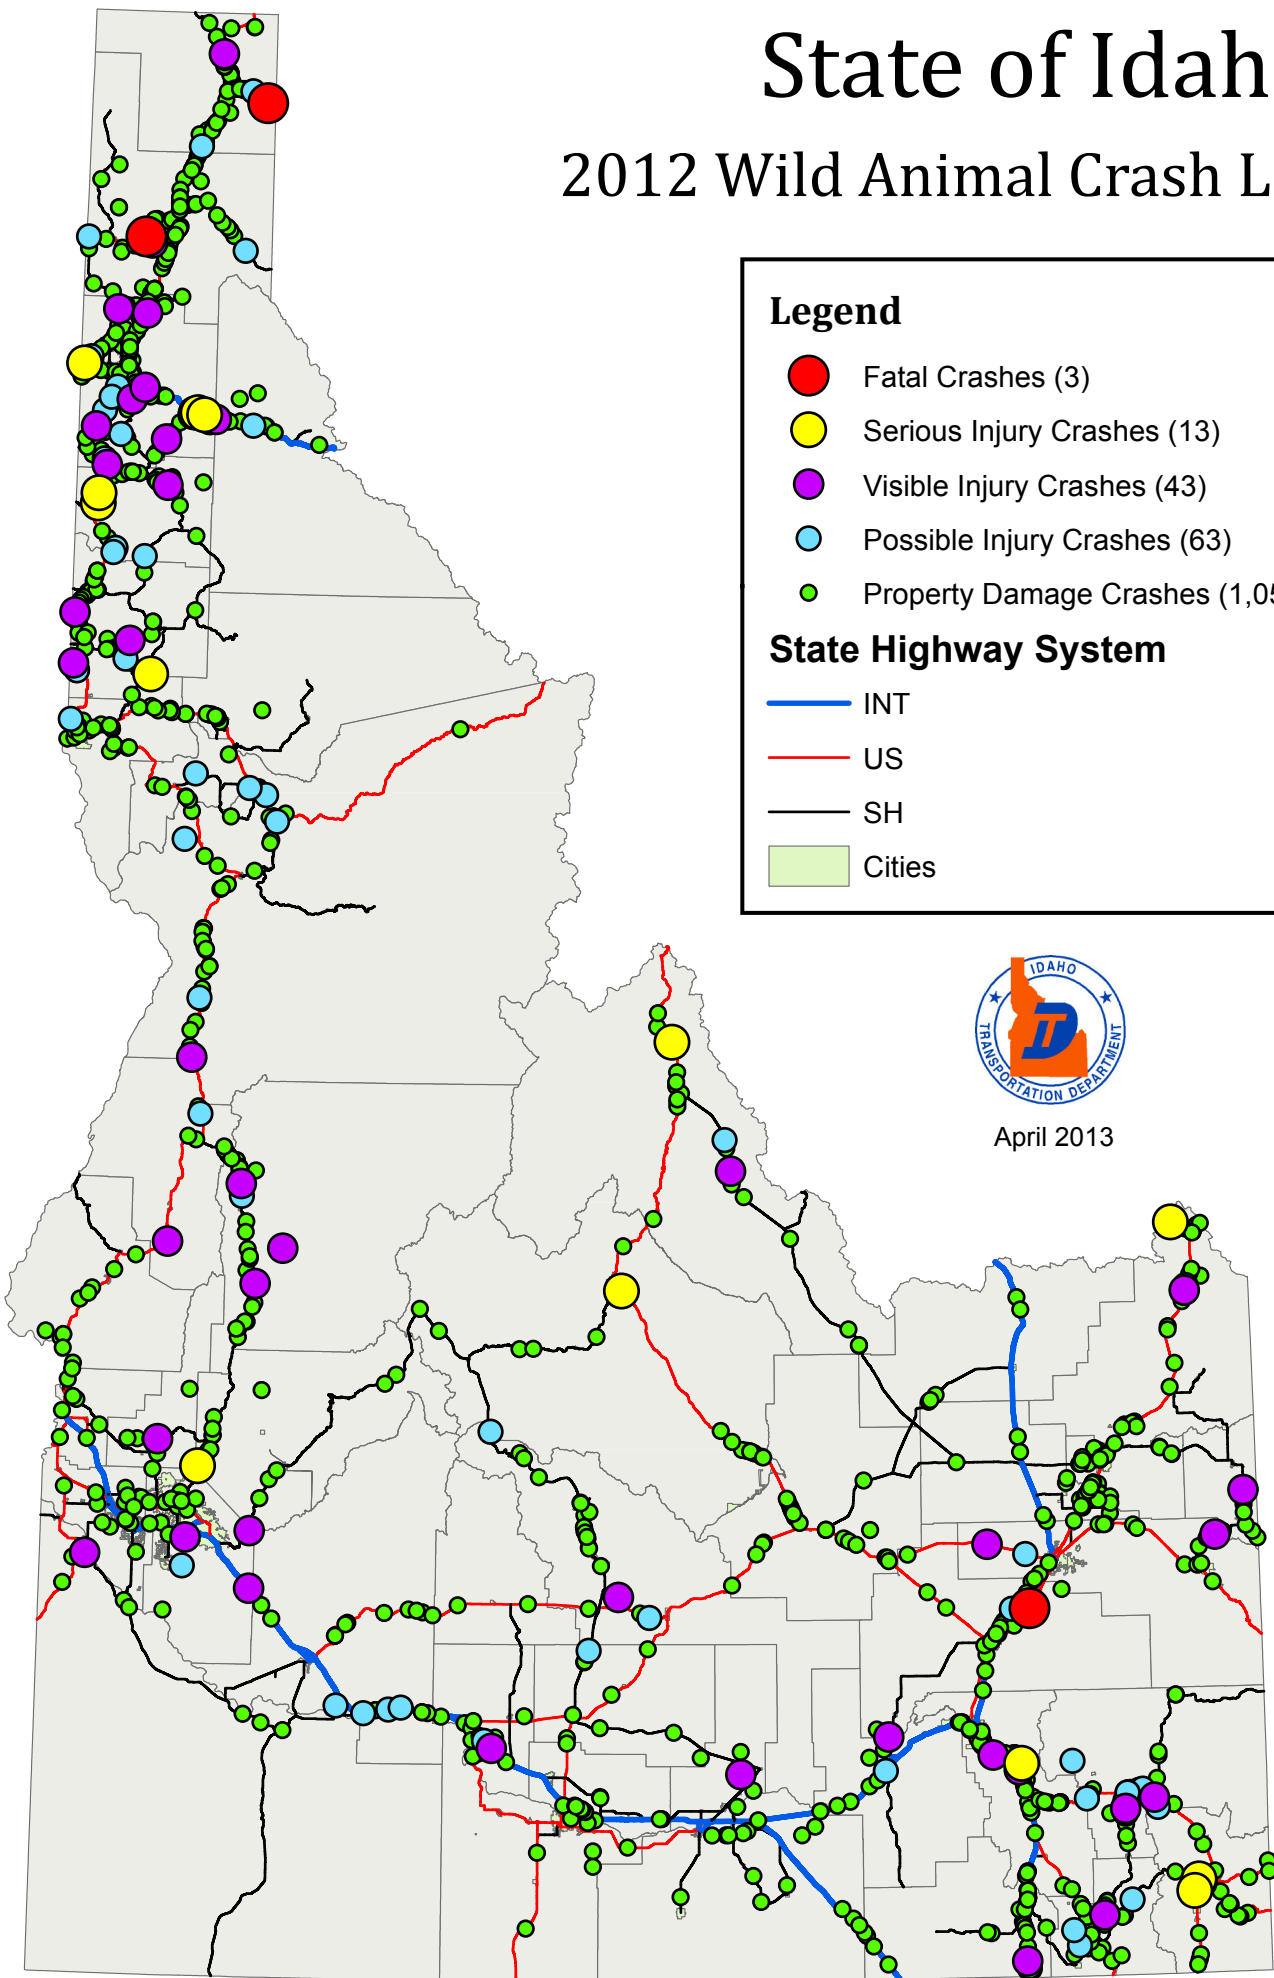 State of Idah
2012 Wild Animal Crash L
Legend
Fatal Crashes (3)
Serious Injury Crashes (13)
Visible Injury Crashes (43)
Possible Injury Crashes (63)
Property Damage Crashes (1,05
State Highway System
INT
US
SH
Cities
IDAHO
TRANSPORTATION DEPARTMENT
April 2013